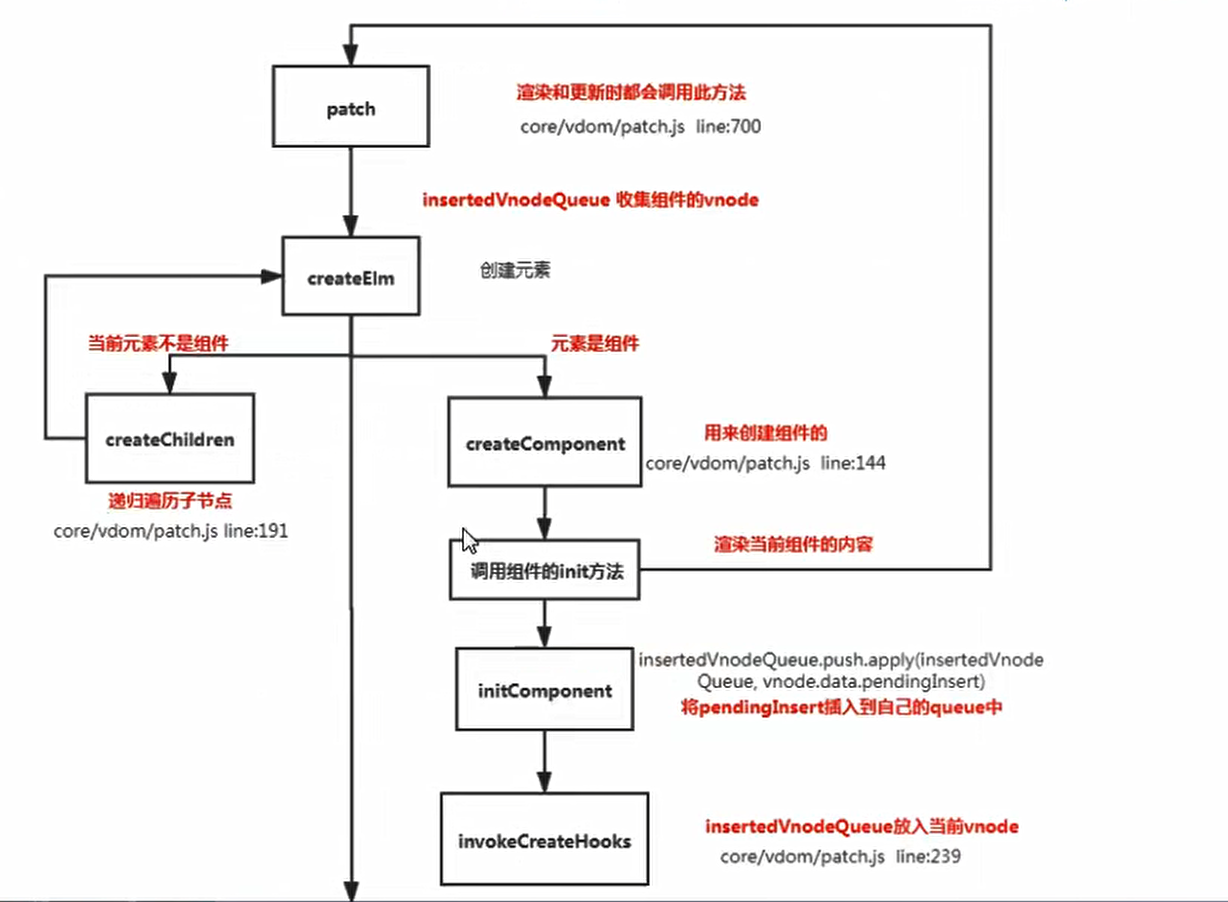 patch
渲染和更新时都会调用此方法
core/vdom/patch.js line:700
insertedVnodeQueue 收集组件的vnode
createElm
创建元素
当前元素不是组件
元素是组件
createChildren
递归遍历子节点
core/vdom/patch.js line:191
createComponent
用来创建组件的
core/vdom/patch.js line:144
调用组件的init方法
渲染当前组件的内容
initComponent
insertedVnodeQueue.push.apply(insertedVnode
Queue, vnode.data.pendingInsert)
将pendingInsert插入到自己的queue中
invokeCreateHooks
insertedVnodeQueue放入当前vnode
core/vdom/patch.js line:239